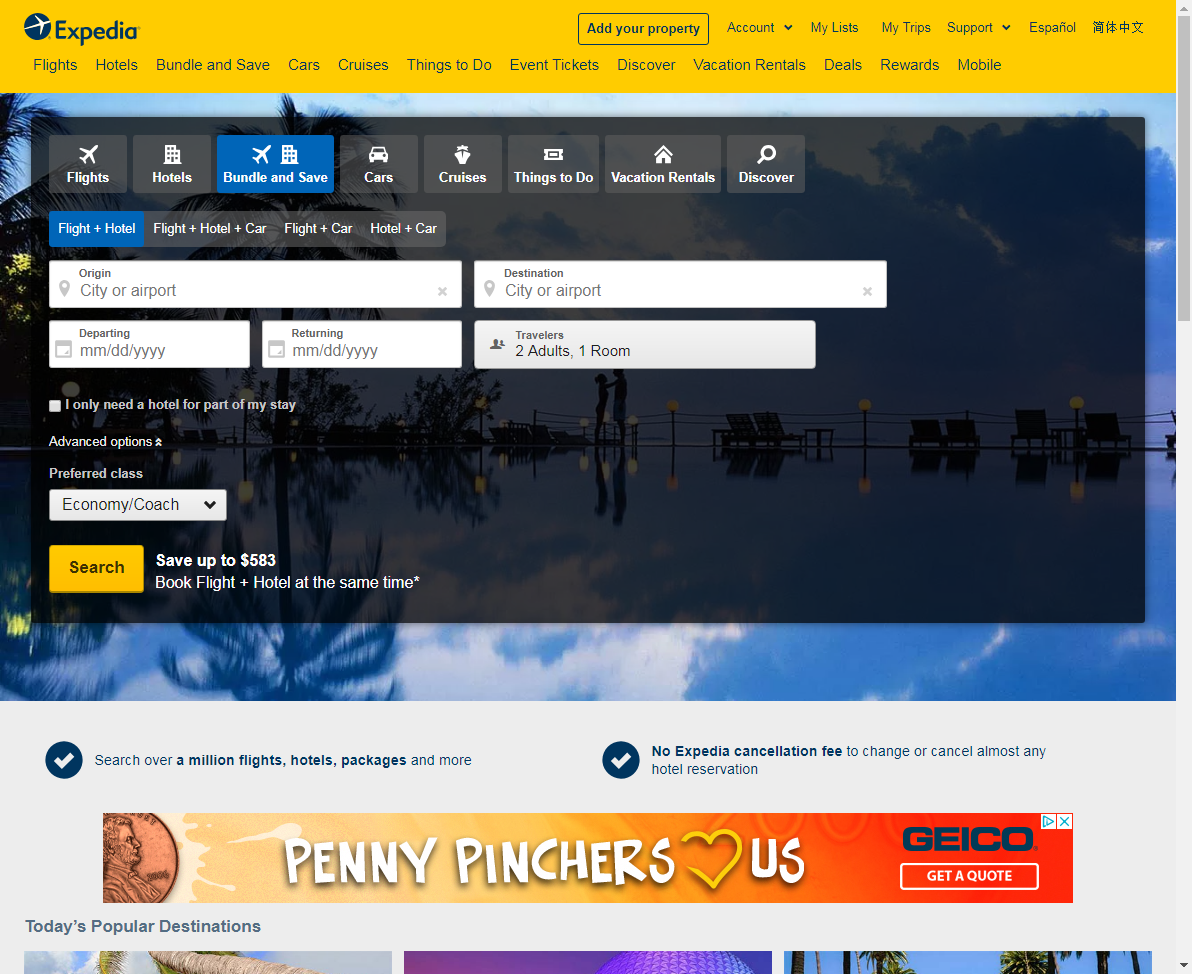 Expedia
Add your property
Account
My Lists
My Trips
Support
Español
简体中文
Flights
Hotels
Bundle and Save
Cars
Cruises
Things to Do
Event Tickets
Discover
Vacation Rentals
Deals
Rewards
Mobile
Flights
Hotels
Bundle and Save
Cars
Cruises
Things to Do
Vacation Rentals
Discover
Flight + Hotel
Flight + Hotel + Car
Flight + Car
Hotel + Car
Origin
City or airport
Destination
City or airport
Departing
mm/dd/yyyy
Returning
mm/dd/yyyy
Travelers
2 Adults, 1 Room
I only need a hotel for part of my stay
Advanced options
Preferred class
Economy/Coach
Search
Save up to $583
Book Flight + Hotel at the same time*
Search over a million flights, hotels, packages and more
No Expedia cancellation fee to change or cancel almost any
hotel reservation
PENNY PINCHERS US
GEICO
GET A QUOTE
Today's Popular Destinations